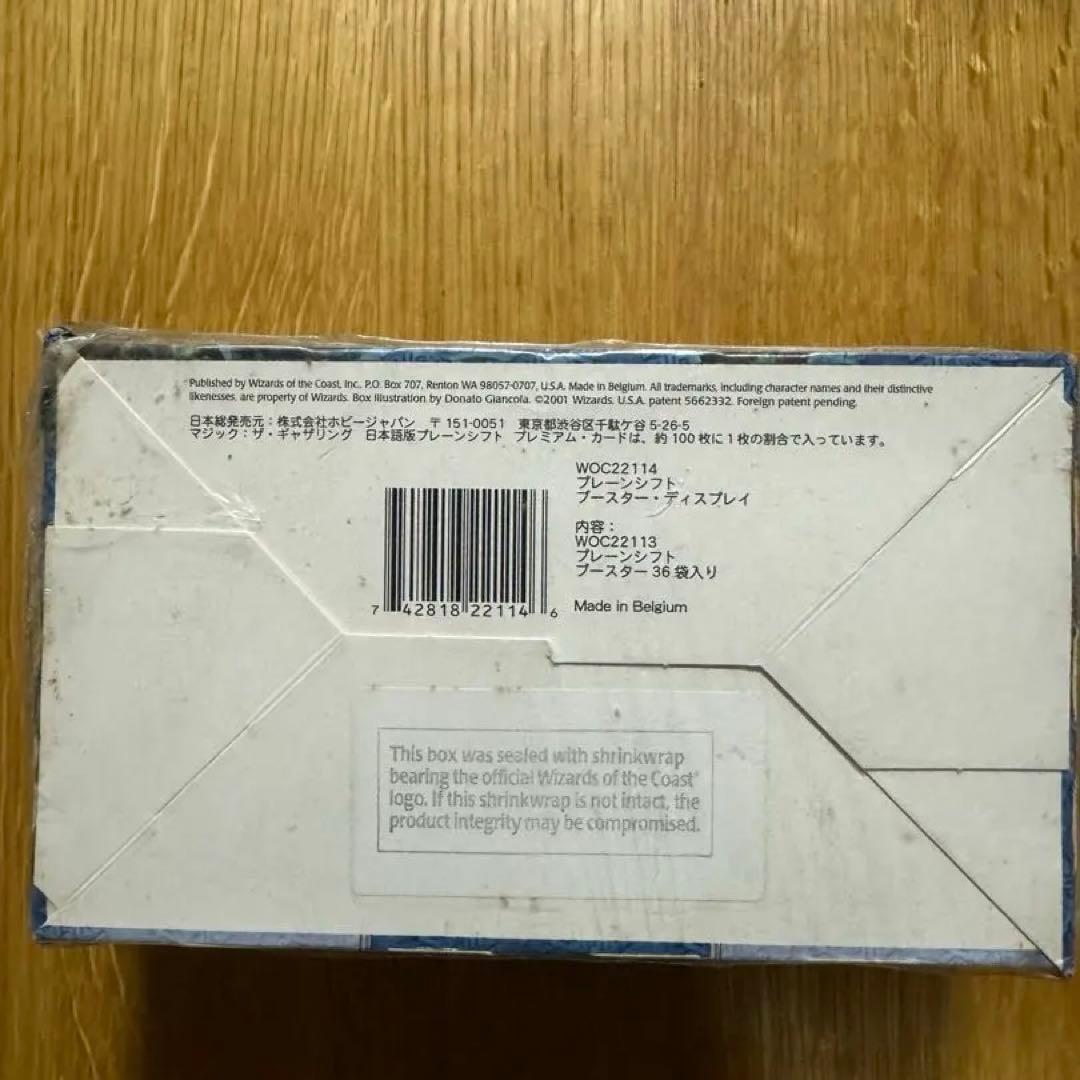 Published by Wizards of the Coast, Inc., P.O. Box 707, Renton WA 98057-0707, U.S.A. Made in Belgium. All trademarks, including character names and their distinctive
likenesses, are property of Wizards. Box illustration by Donato Giancola. ©2001 Wizards. U.S.A. patent 5662332. Foreign patent pending.
日本総発売元：株式会社ホビージャパン 〒151-0051 東京都渋谷区千駄ケ谷 5-26-5
マジック：ザ・ギャザリング 日本語版プレーンシフト プレミアム・カードは、約100枚に1枚の割合で入っています。
WOC22114
プレーンシフト
ブースター・ディスプレイ
内容：
WOC22113
プレーンシフト
ブースター 36 袋入り
7 42818 22114 6
Made in Belgium
This box was sealed with shrinkwrap
bearing the official Wizards of the Coast®
logo. If this shrinkwrap is not intact, the
product integrity may be compromised.